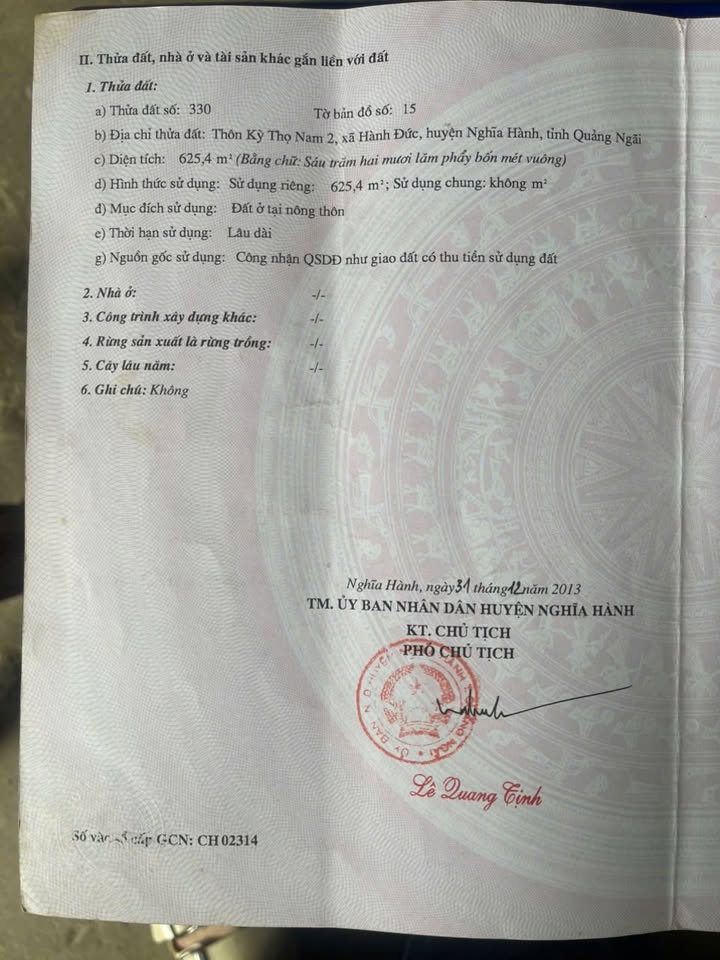 II. Thửa đất, nhà ở và tài sản khác gắn liền với đất
1. Thửa đất:
a) Thửa đất số: 330 Tờ bản đồ số: 15
b) Địa chỉ thửa đất: Thôn Kỳ Thọ Nam 2, xã Hành Đức, huyện Nghĩa Hành, tỉnh Quảng Ngãi
c) Diện tích: 625,4 m² (Bằng chữ: Sáu trăm hai mươi lăm phẩy bốn mét vuông)
d) Hình thức sử dụng: Sử dụng riêng: 625,4 m²; Sử dụng chung: không m²
đ) Mục đích sử dụng: Đất ở tại nông thôn
e) Thời hạn sử dụng: Lâu dài
g) Nguồn gốc sử dụng: Công nhận QSDĐ như giao đất có thu tiền sử dụng đất
2. Nhà ở: -/-
3. Công trình xây dựng khác: -/-
4. Rừng sản xuất là rừng trồng: -/-
5. Cây lâu năm: -/-
6. Ghi chú: Không
Nghĩa Hành, ngày 31 tháng 12 năm 2013
TM. ỦY BAN NHÂN DÂN HUYỆN NGHĨA HÀNH
KT. CHỦ TỊCH
PHÓ CHỦ TỊCH
Lê Quang Tịnh
Số vào sổ cấp GCN: CH 02314